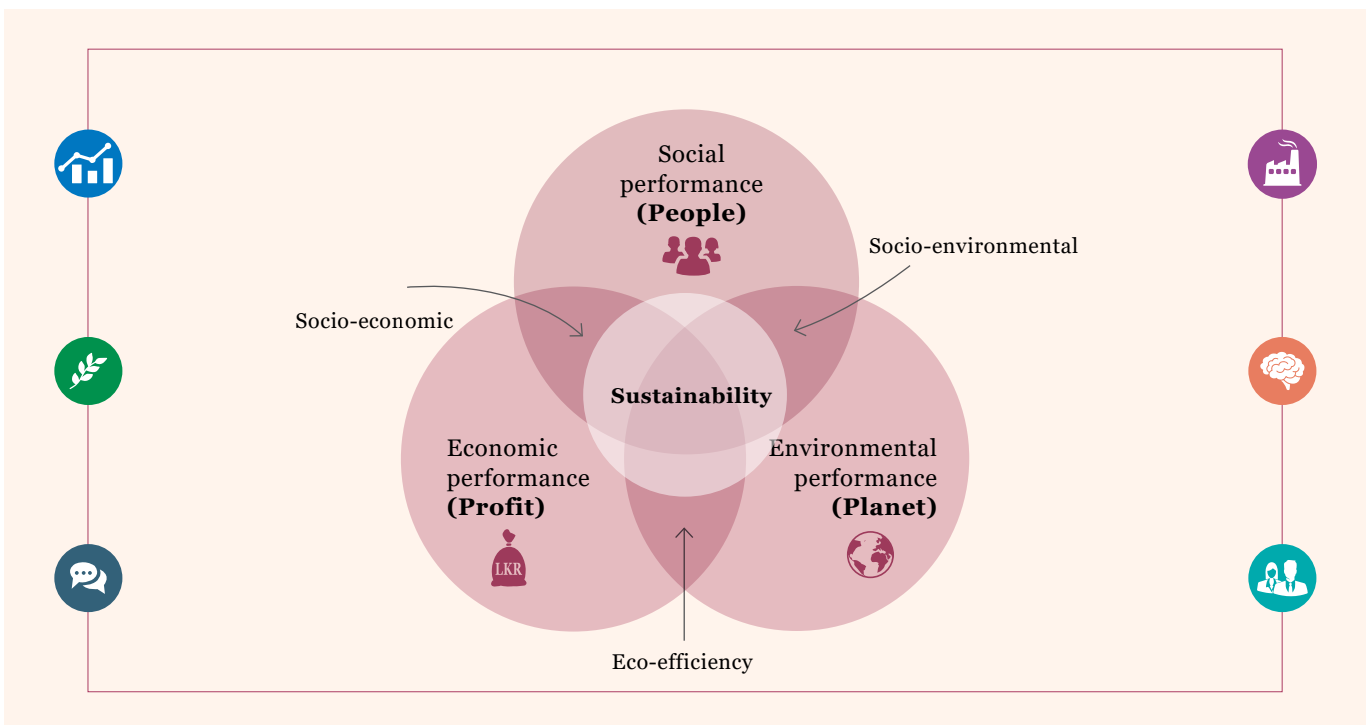 Social
performance
(People)
Socio-environmental
Socio-economic
Sustainability
Economic
performance
(Profit)
LKR
Environmental
performance
(Planet)
Eco-efficiency